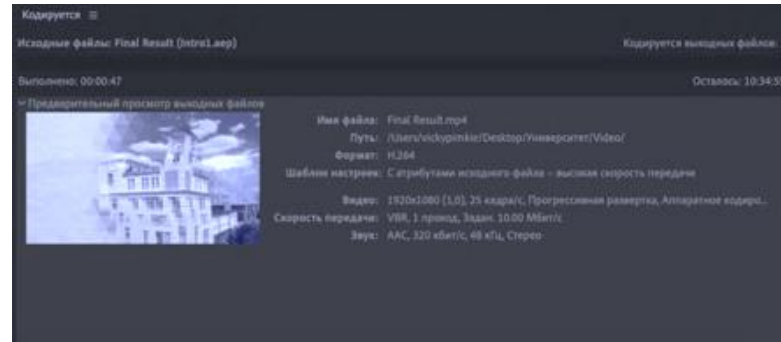 Кодируется
Исходные файлы: Final Result (Intro1.aep)
Кодируется выходных файлов:
Выполнено: 00:00:47
Осталось: 10:34:5
Предварительный просмотр выходных файлов
Имя файла: Final Result.mp4
Путь: /Users/vickypimkie/Desktop/Университет/Video/
Формат: H.264
Шаблон настроек: С атрибутами исходного файла – высокая скорость передачи
Видео: 1920x1080 (1,0), 25 кадра/с, Прогрессивная развертка, Аппаратное кодиро...
Скорость передачи: VBR, 1 проход, Задан. 10.00 Мбит/с
Звук: AAC, 320 кбит/с, 48 кГц, Стерео